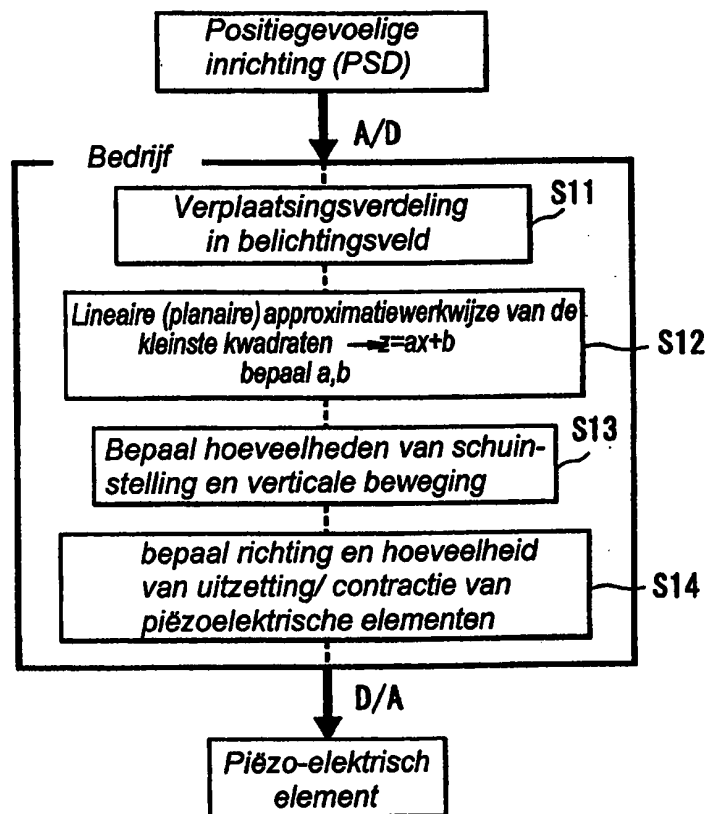 Positiegevoelige
inrichting (PSD)
A/D
Bedrijf
Verplaatsingsverdeling
in belichtingsveld
S11
Lineaire (planaire) approximatiewerkwijze van de
kleinste kwadraten → z=ax+b
bepaal a,b
S12
Bepaal hoeveelheden van schuin-
stelling en verticale beweging
S13
bepaal richting en hoeveelheid
van uitzetting/ contractie van
piëzoelektrische elementen
S14
D/A
Piëzo-elektrisch
element